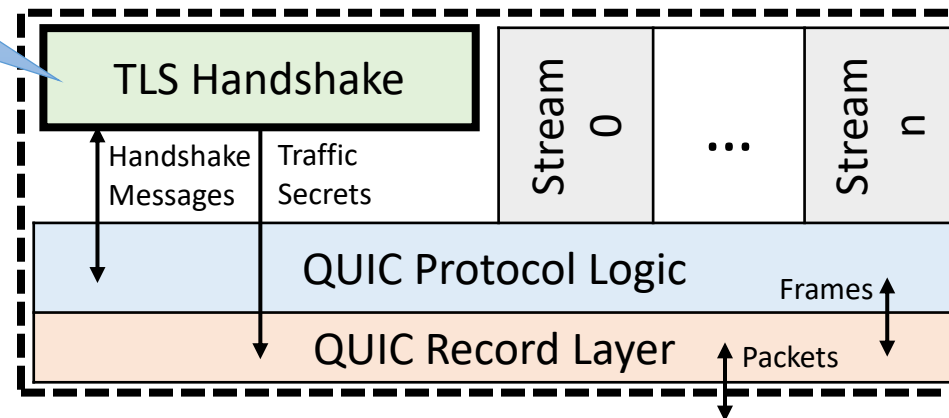 TLS Handshake
Stream
0
...
Stream
n
Handshake
Messages
Traffic
Secrets
QUIC Protocol Logic
Frames
QUIC Record Layer
Packets